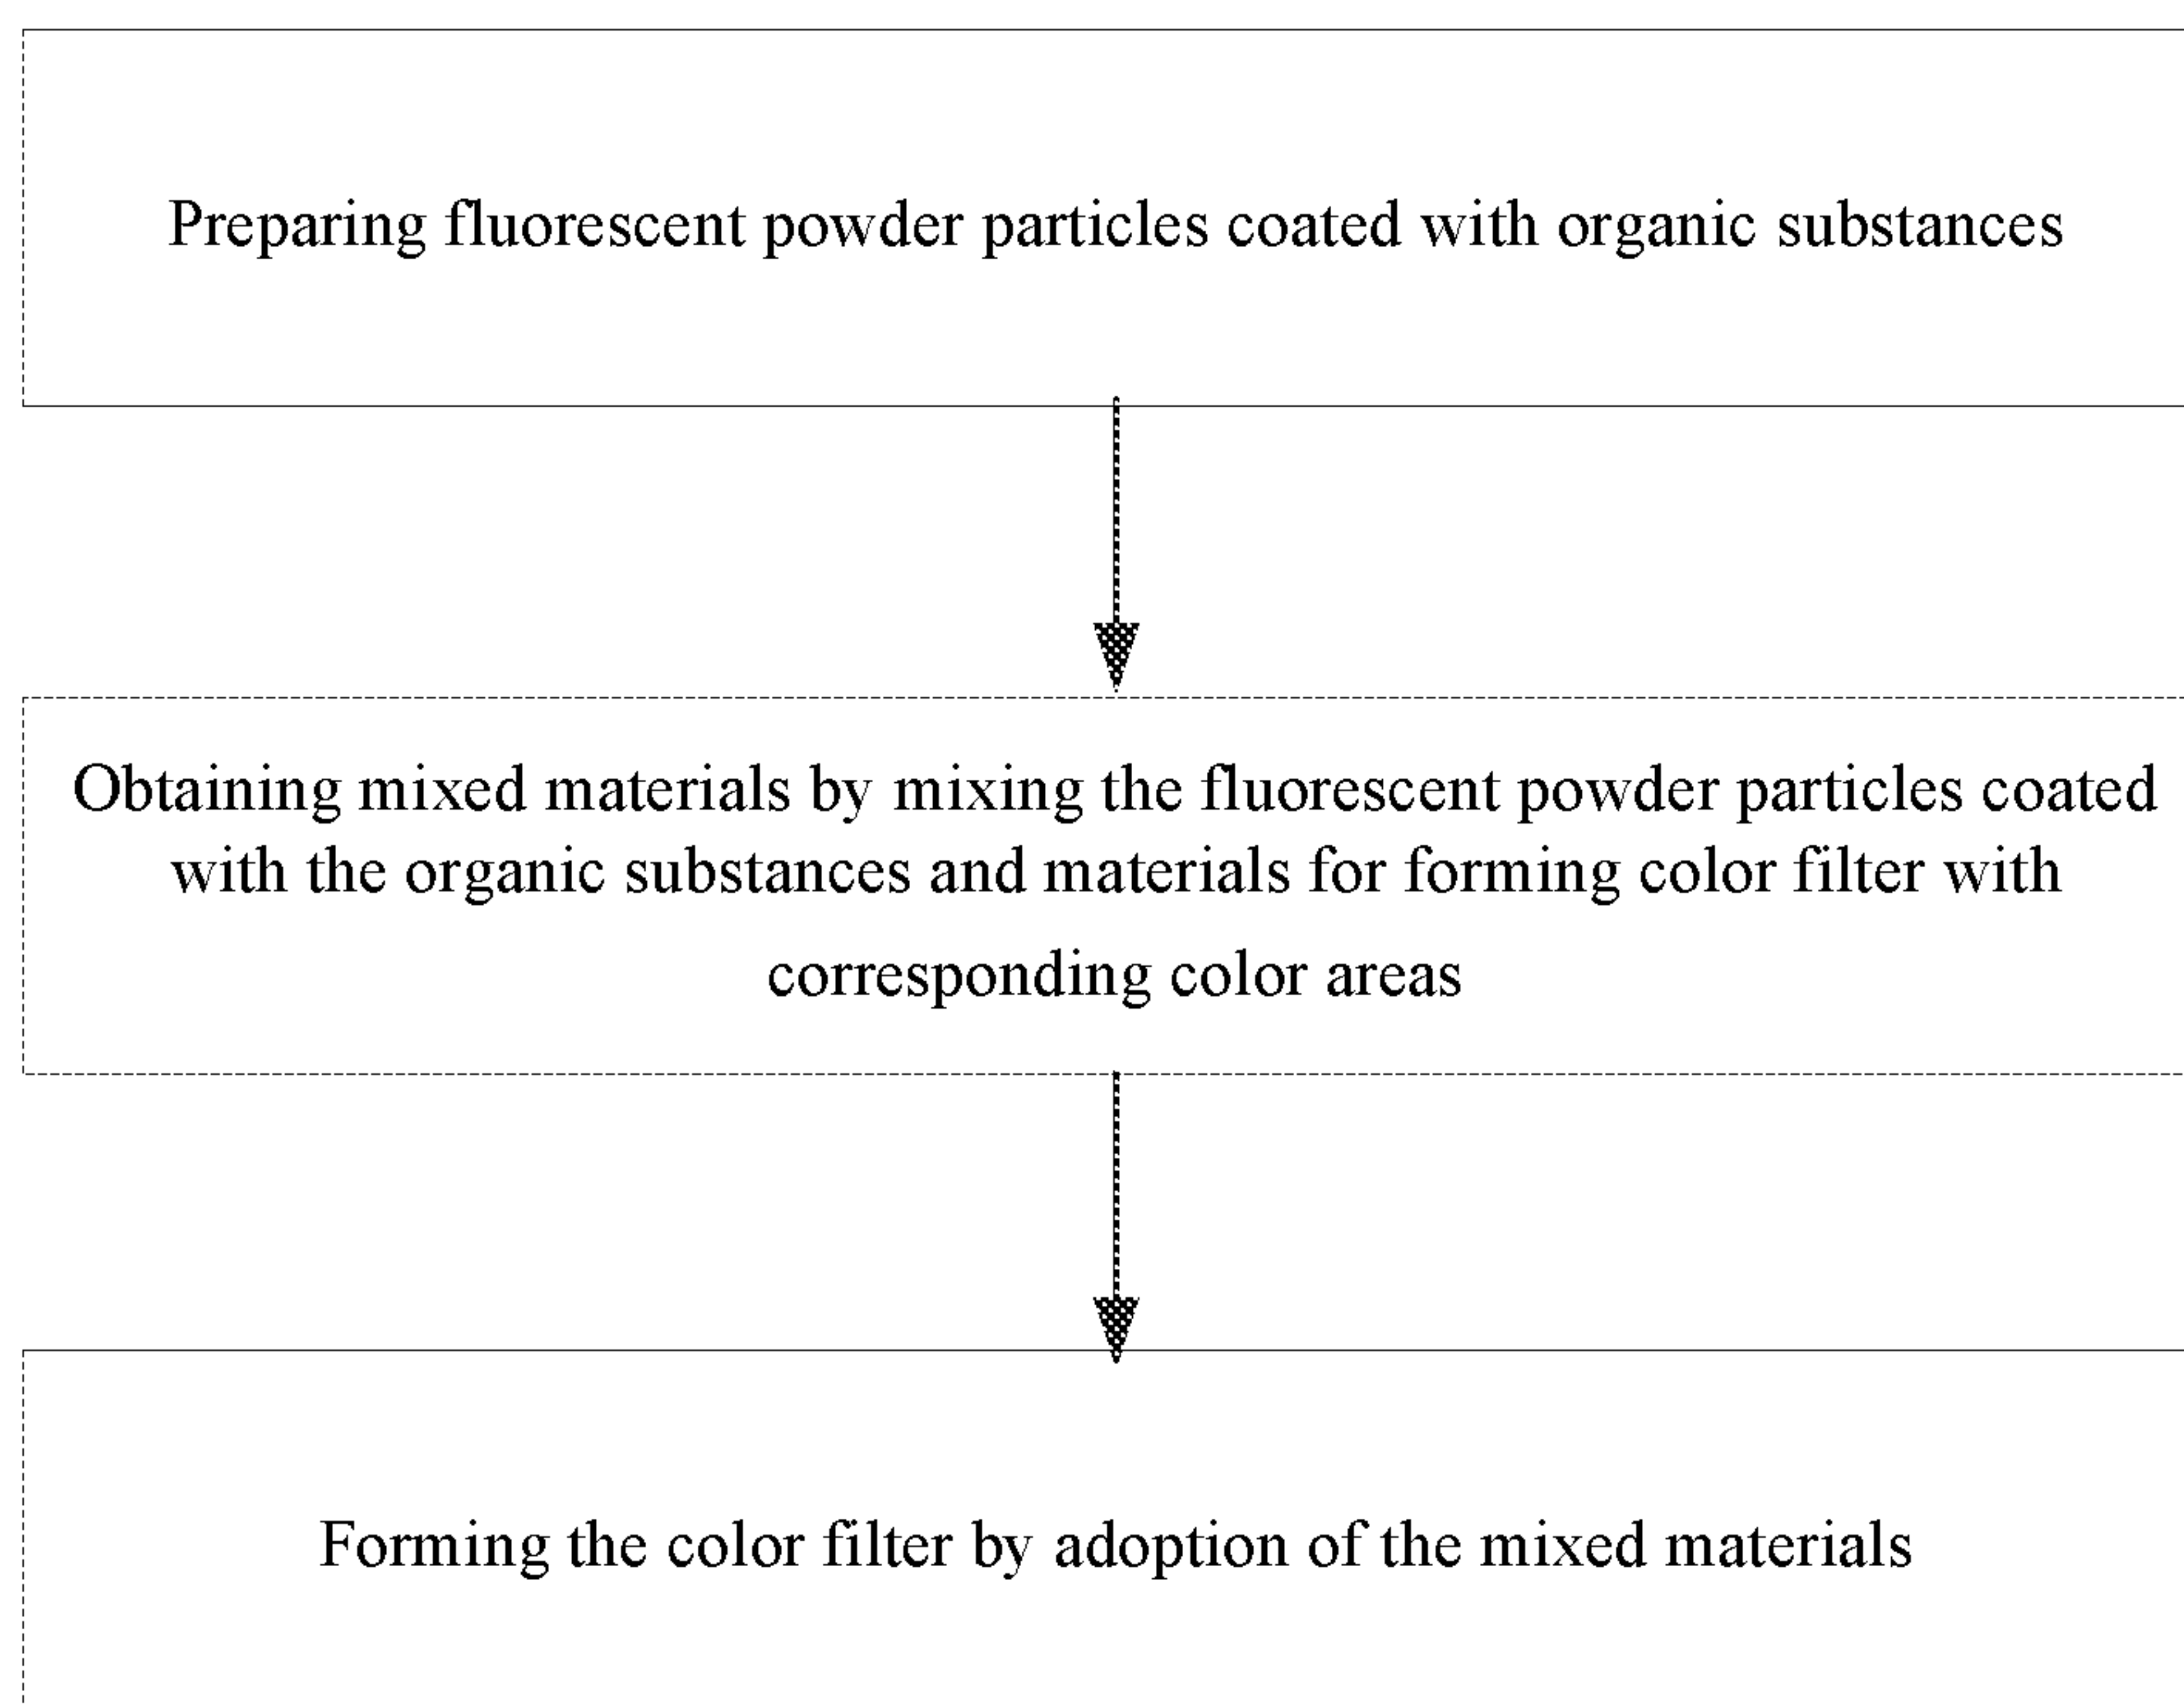 Preparing fluorescent powder particles coated with organic substances
Obtaining mixed materials by mixing the fluorescent powder particles coated
with the organic substances and materials for forming color filter with
corresponding color areas
Forming the color filter by adoption of the mixed materials